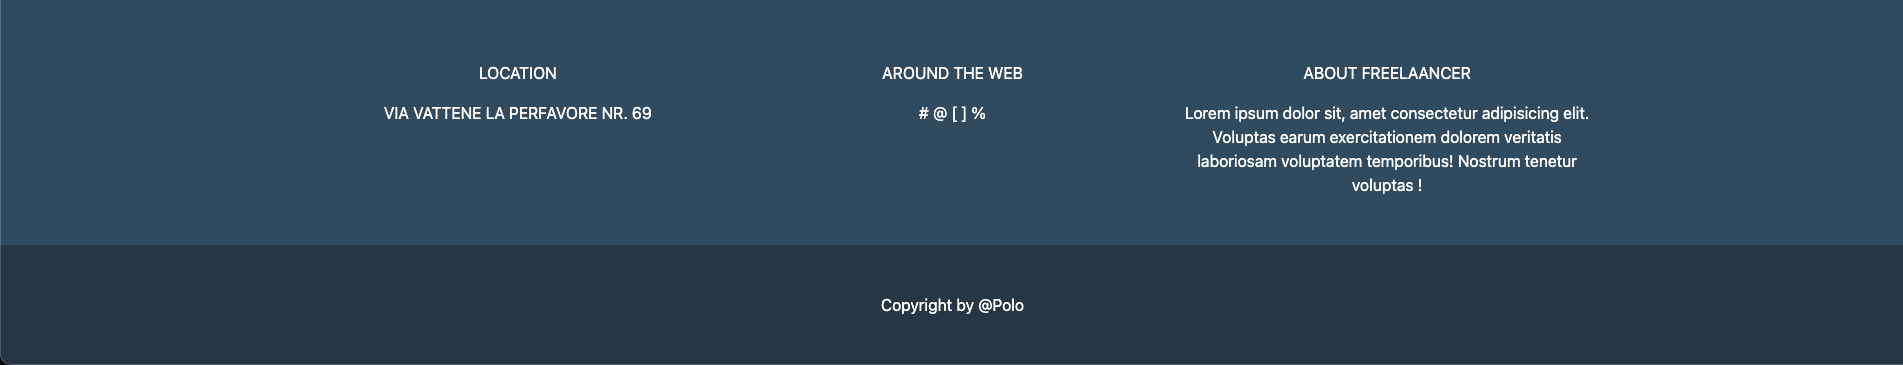 LOCATION
VIA VATTENE LA PERFAVORE NR. 69
AROUND THE WEB
# @ [ ] %
ABOUT FREELAANCER
Lorem ipsum dolor sit, amet consectetur adipisicing elit.
Voluptas earum exercitationem dolorem veritatis
laboriosam voluptatem temporibus! Nostrum tenetur
voluptas !
Copyright by @Polo